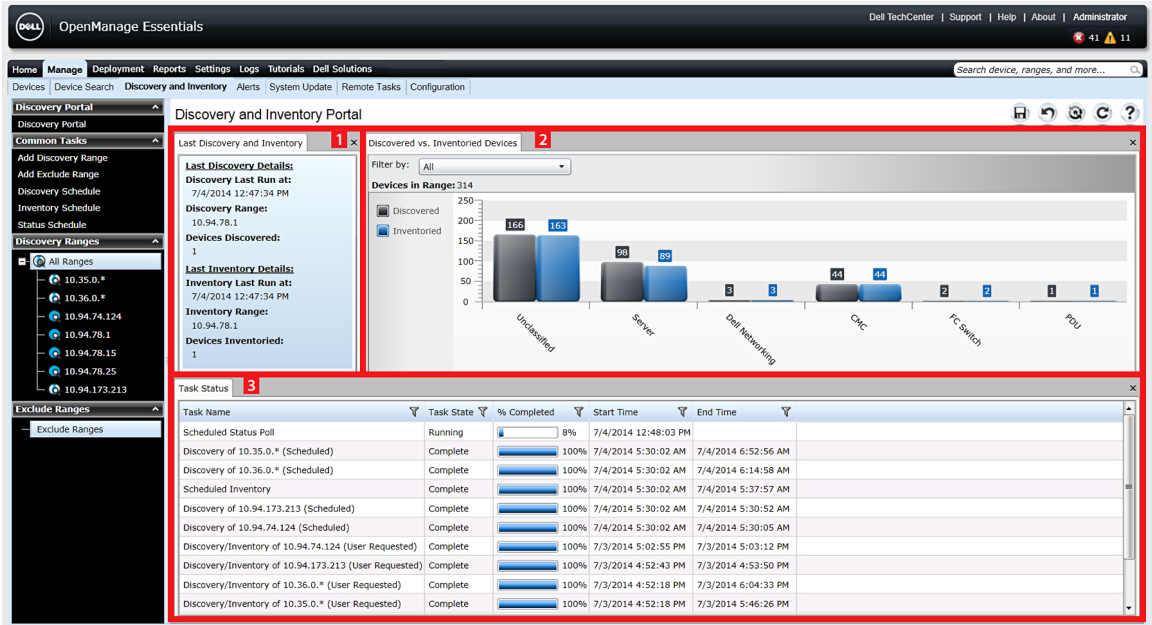 DELL
OpenManage Essentials
Dell TechCenter | Support | Help | About | Administrator
41 11
Home Manage Deployment Reports Settings Logs Tutorials Dell Solutions
Search device, ranges, and more...
Devices Device Search Discovery and Inventory Alerts System Update Remote Tasks Configuration
Discovery Portal
Discovery Portal
Common Tasks
Add Discovery Range
Add Exclude Range
Discovery Schedule
Inventory Schedule
Status Schedule
Discovery Ranges
All Ranges
10.35.0.*
10.36.0.*
10.94.74.124
10.94.78.1
10.94.78.15
10.94.78.25
10.94.173.213
Exclude Ranges
Exclude Ranges
Discovery and Inventory Portal
?
Last Discovery and Inventory 1 x
Last Discovery Details:
Discovery Last Run at:
7/4/2014 12:47:34 PM
Discovery Range:
10.94.78.1
Devices Discovered:
1
Last Inventory Details:
Inventory Last Run at:
7/4/2014 12:47:34 PM
Inventory Range:
10.94.78.1
Devices Inventoried:
1
Discovered vs. Inventoried Devices 2 x
Filter by: All
Devices in Range: 314
Discovered
Inventoried
250
200
150
100
50
0
166 163
98 89
3 3
44 44
2 2
1 1
Unclassified
Server
Dell Networking
CMC
FC Switch
PDU
Task Status 3 x
Task Name Task State % Completed Start Time End Time
Scheduled Status Poll Running 8% 7/4/2014 12:48:03 PM
Discovery of 10.35.0.* (Scheduled) Complete 100% 7/4/2014 5:30:02 AM 7/4/2014 6:52:56 AM
Discovery of 10.36.0.* (Scheduled) Complete 100% 7/4/2014 5:30:02 AM 7/4/2014 6:14:58 AM
Scheduled Inventory Complete 100% 7/4/2014 5:30:02 AM 7/4/2014 5:37:57 AM
Discovery of 10.94.173.213 (Scheduled) Complete 100% 7/4/2014 5:30:02 AM 7/4/2014 5:30:52 AM
Discovery of 10.94.74.124 (Scheduled) Complete 100% 7/4/2014 5:30:02 AM 7/4/2014 5:30:05 AM
Discovery/Inventory of 10.94.74.124 (User Requested) Complete 100% 7/3/2014 5:02:55 PM 7/3/2014 5:03:12 PM
Discovery/Inventory of 10.94.173.213 (User Requested) Complete 100% 7/3/2014 4:52:43 PM 7/3/2014 4:53:50 PM
Discovery/Inventory of 10.36.0.* (User Requested) Complete 100% 7/3/2014 4:52:18 PM 7/3/2014 6:04:33 PM
Discovery/Inventory of 10.35.0.* (User Requested) Complete 100% 7/3/2014 4:52:18 PM 7/3/2014 5:46:26 PM